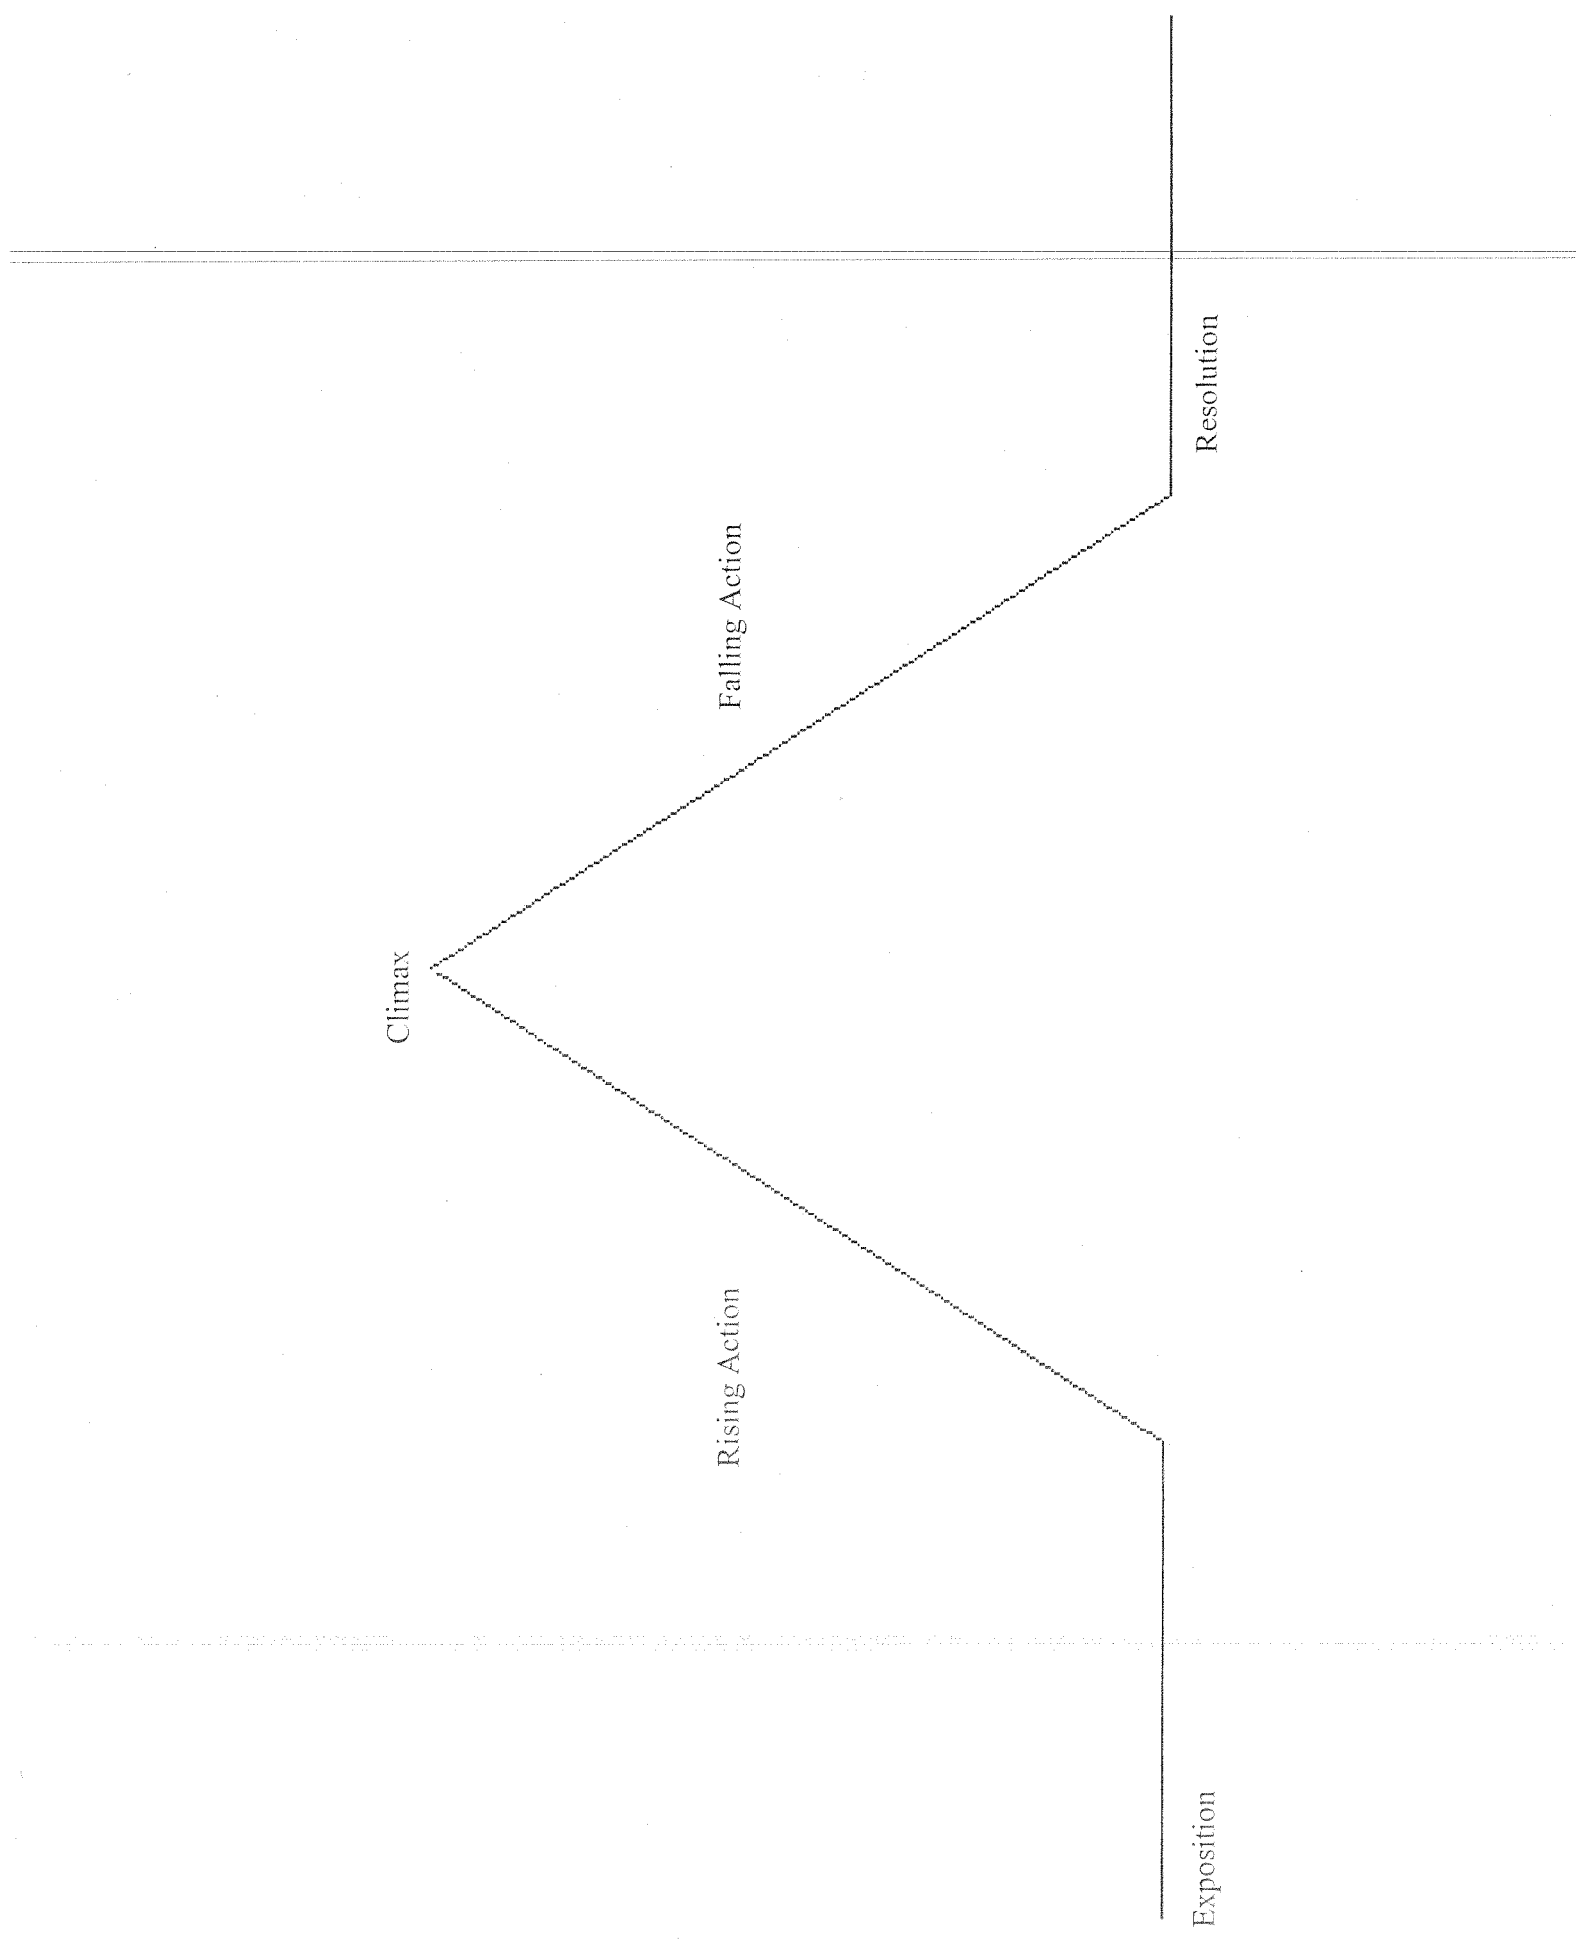 Exposition
Rising Action
Climax
Falling Action
Resolution